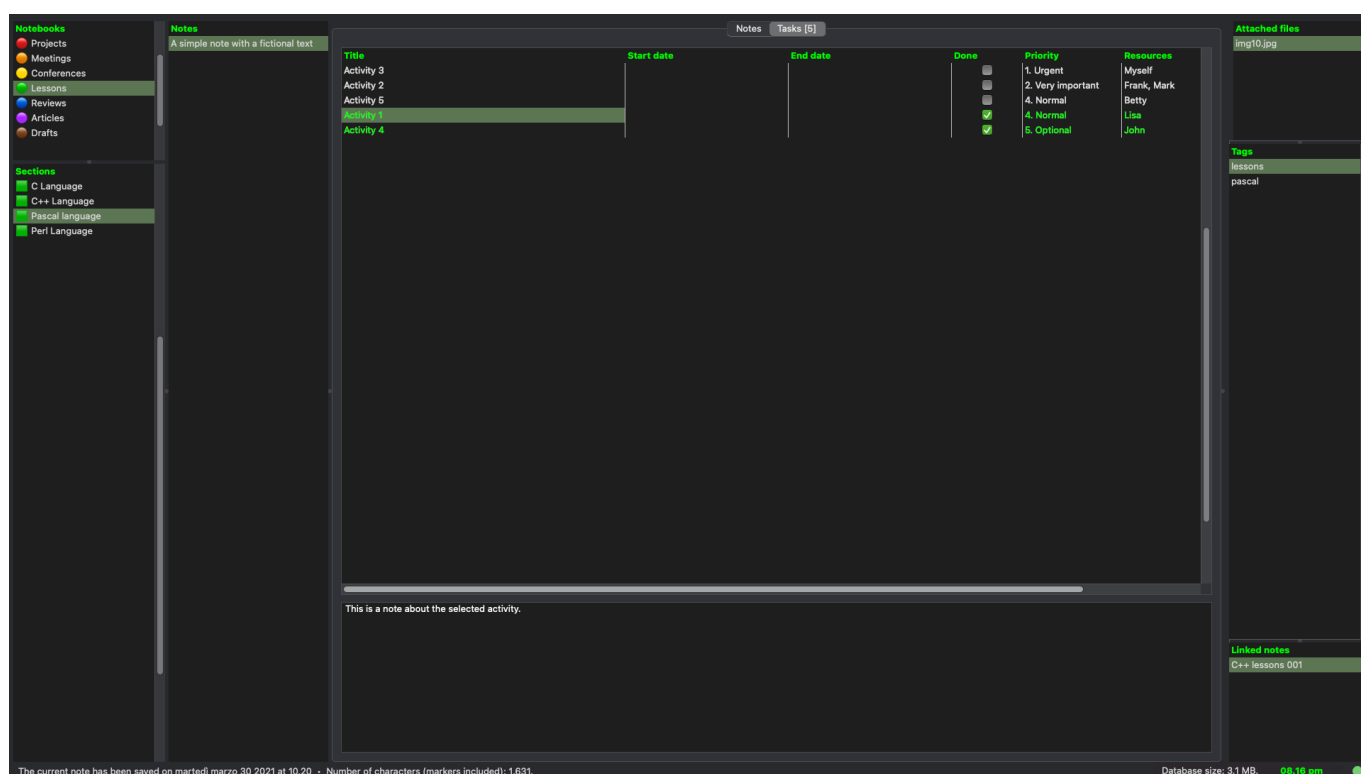 Notebooks
Projects
Meetings
Conferences
Lessons
Reviews
Articles
Drafts
Sections
C Language
C++ Language
Pascal language
Perl Language
Notes
A simple note with a fictional text
Notes Tasks [5]
Title Start date End date Done Priority Resources
Activity 3 1. Urgent Myself
Activity 2 2. Very important Frank, Mark
Activity 5 4. Normal Betty
Activity 1 4. Normal Lisa
Activity 4 5. Optional John
This is a note about the selected activity.
Attached files
img10.jpg
Tags
lessons
pascal
Linked notes
C++ lessons 001
The current note has been saved on martedì marzo 30 2021 at 10.20 • Number of characters (markers included): 1.631.
Database size: 3.1 MB. 08.16 pm